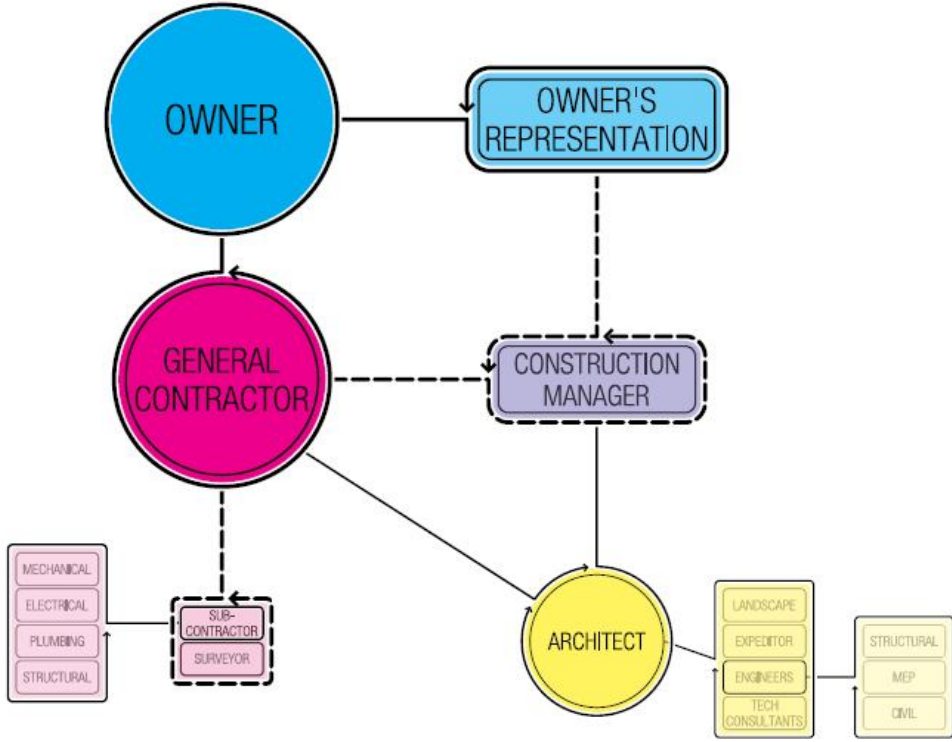 OWNER
OWNER'S
REPRESENTATION
GENERAL
CONTRACTOR
CONSTRUCTION
MANAGER
MECHANICAL
ELECTRICAL
PLUMBING
STRUCTURAL
SUB-
CONTRACTOR
SURVEYOR
ARCHITECT
LANDSCAPE
EXPEDITOR
ENGINEERS
TECH
CONSULTANTS
STRUCTURAL
MEP
CIVIL